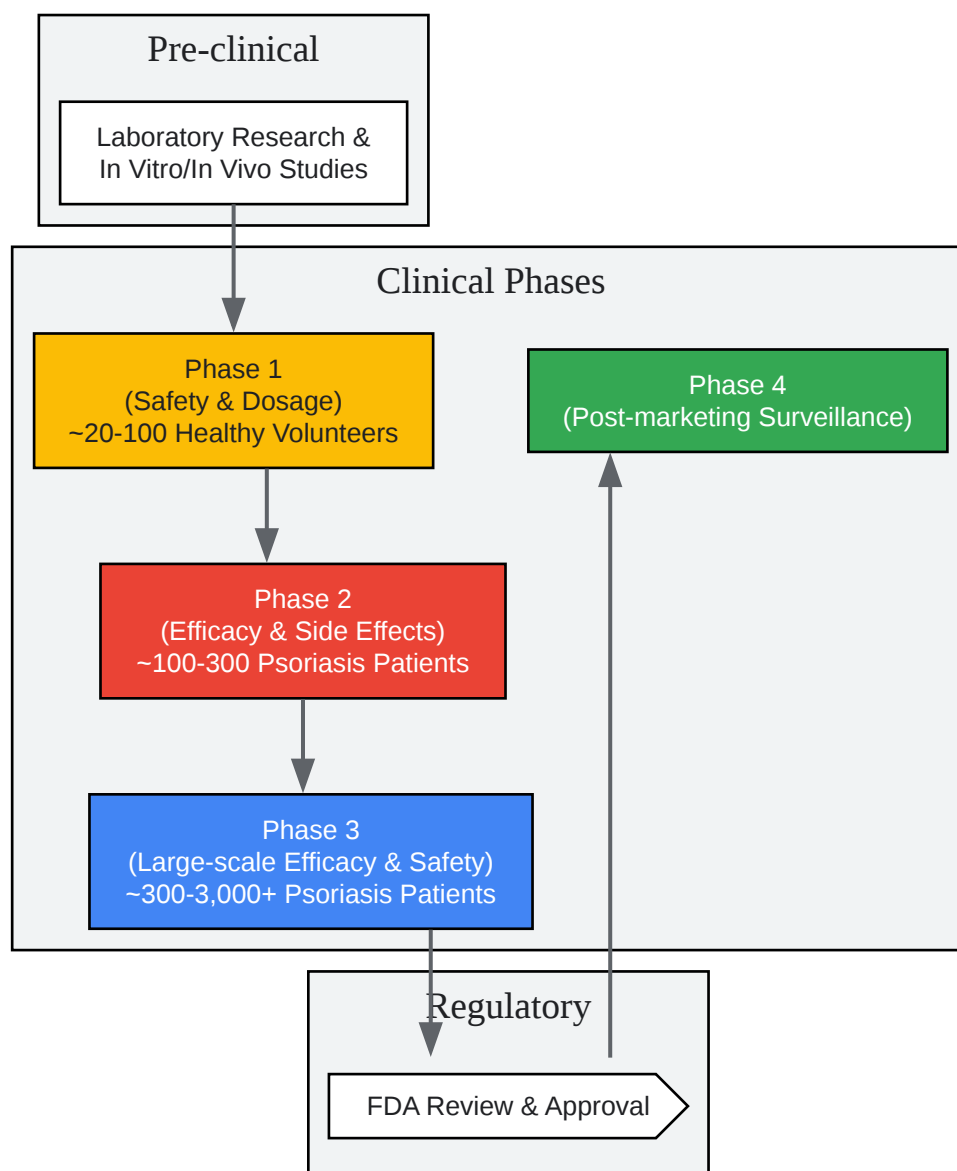 Pre-clinical
Laboratory Research &
In Vitro/In Vivo Studies
Clinical Phases
Phase 1
(Safety & Dosage)
~20-100 Healthy Volunteers
Phase 4
(Post-marketing Surveillance)
Phase 2
(Efficacy & Side Effects)
~100-300 Psoriasis Patients
Phase 3
(Large-scale Efficacy & Safety)
~300-3,000+ Psoriasis Patients
Regulatory
FDA Review & Approval